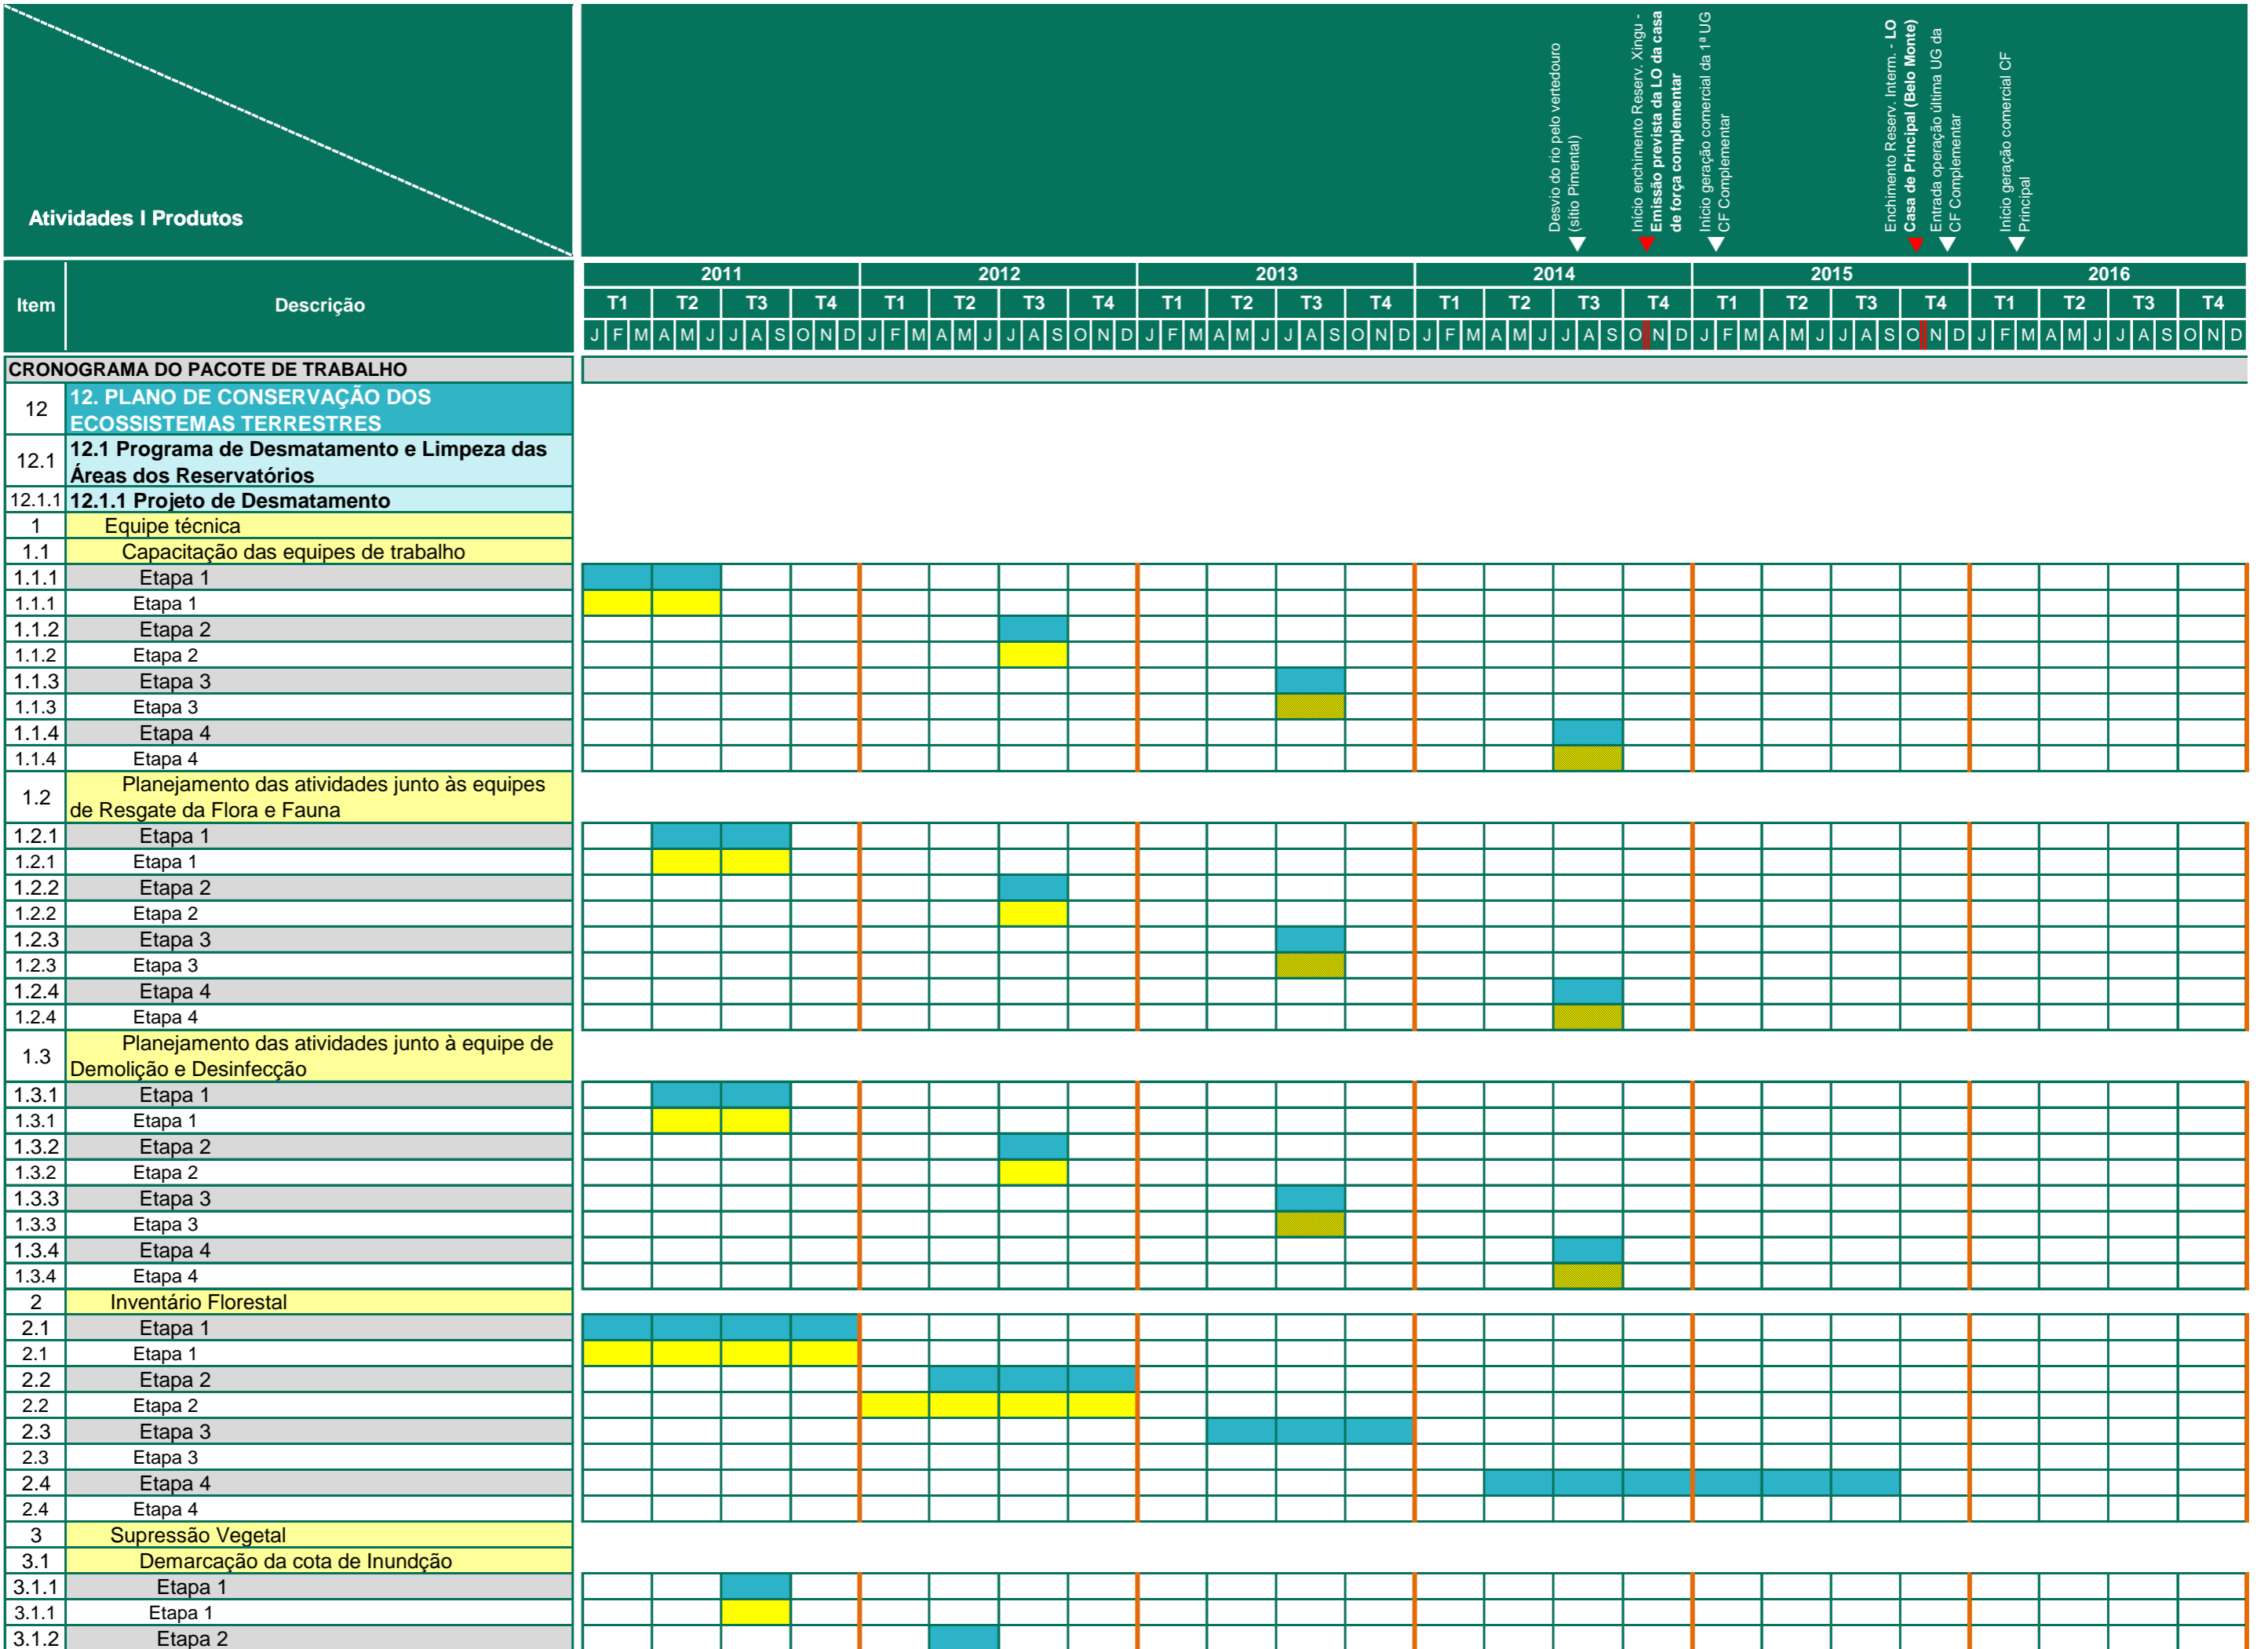 Desvio do rio pelo vertedouro
(sítio Pimental)
Início enchimento Reserv. Xingu -
Emissão prevista da LO da casa
de força complementar
Início geração comercial da 1ª UG
CF Complementar
Enchimento Reserv. Interm. - LO
Casa de Principal (Belo Monte)
Entrada operação última UG da
CF Complementar
Início geração comercial CF
Principal
Atividades I Produtos
Item Descrição 2011 2012 2013 2014 2015 2016
T1 T2 T3 T4 T1 T2 T3 T4 T1 T2 T3 T4 T1 T2 T3 T4 T1 T2 T3 T4 T1 T2 T3 T4
J F M A M J J A S O N D J F M A M J J A S O N D J F M A M J J A S O N D J F M A M J J A S O N D J F M A M J J A S O N D J F M A M J J A S O N D
CRONOGRAMA DO PACOTE DE TRABALHO
12 12. PLANO DE CONSERVAÇÃO DOS
ECOSSISTEMAS TERRESTRES
12.1 12.1 Programa de Desmatamento e Limpeza das
Áreas dos Reservatórios
12.1.1 12.1.1 Projeto de Desmatamento
1 Equipe técnica
1.1 Capacitação das equipes de trabalho
1.1.1 Etapa 1
1.1.1 Etapa 1
1.1.2 Etapa 2
1.1.2 Etapa 2
1.1.3 Etapa 3
1.1.3 Etapa 3
1.1.4 Etapa 4
1.1.4 Etapa 4
1.2 Planejamento das atividades junto às equipes
de Resgate da Flora e Fauna
1.2.1 Etapa 1
1.2.1 Etapa 1
1.2.2 Etapa 2
1.2.2 Etapa 2
1.2.3 Etapa 3
1.2.3 Etapa 3
1.2.4 Etapa 4
1.2.4 Etapa 4
1.3 Planejamento das atividades junto à equipe de
Demolição e Desinfecção
1.3.1 Etapa 1
1.3.1 Etapa 1
1.3.2 Etapa 2
1.3.2 Etapa 2
1.3.3 Etapa 3
1.3.3 Etapa 3
1.3.4 Etapa 4
1.3.4 Etapa 4
2 Inventário Florestal
2.1 Etapa 1
2.1 Etapa 1
2.2 Etapa 2
2.2 Etapa 2
2.3 Etapa 3
2.3 Etapa 3
2.4 Etapa 4
2.4 Etapa 4
3 Supressão Vegetal
3.1 Demarcação da cota de Inundção
3.1.1 Etapa 1
3.1.1 Etapa 1
3.1.2 Etapa 2